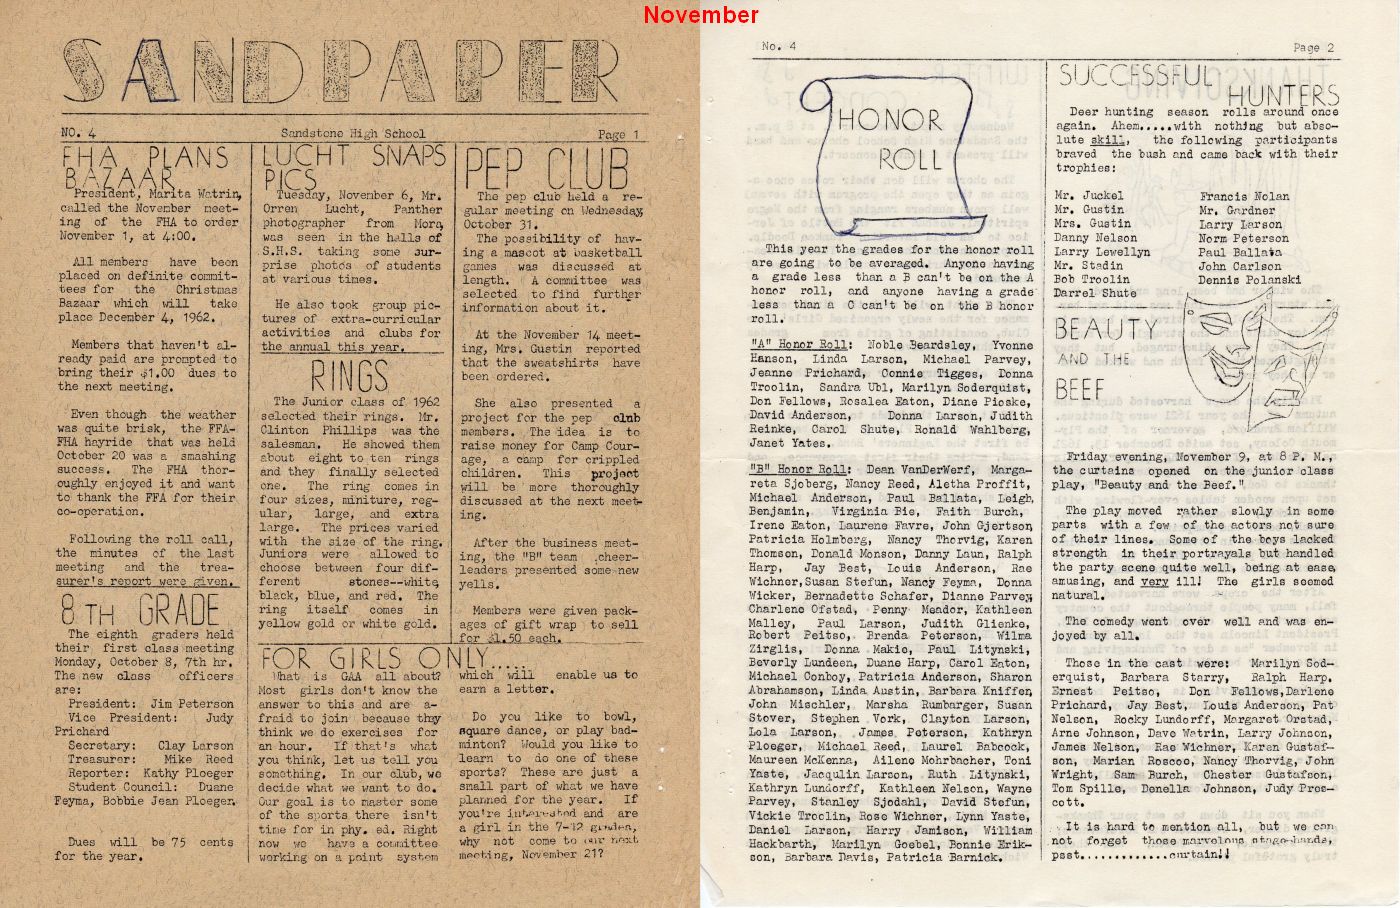 November
SANDPAPER
NO. 4 Sandstone High School Page 1
FHA PLANS
BAZAAR
President, Marita Watrin,
called the November meet-
ing of the FHA to order
November 1, at 4:00.
All members have been
placed on definite commit-
tees for the Christmas
Bazaar which will take
place December 4, 1962.
Members that haven't al-
ready paid are prompted to
bring their $1.00 dues to
the next meeting.
Even though the weather
was quite brisk, the FFA-
FHA hayride that was held
October 20 was a smashing
success. The FHA thor-
oughly enjoyed it and want
to thank the FFA for their
co-operation.
Following the roll call,
the minutes of the last
meeting and the trea-
surer's report were given.
8TH GRADE
The eighth graders held
their first class meeting
Monday, October 8, 7th hr.
The new class officers
are:
President: Jim Peterson
Vice President: Judy
Prichard
Secretary: Clay Larson
Treasurer: Mike Reed
Reporter: Kathy Ploeger
Student Council: Duane
Feyma, Bobbie Jean Ploeger.
Dues will be 75 cents
for the year.
LUCHT SNAPS
PICS
Tuesday, November 6, Mr.
Orren Lucht, Panther
photographer from Mora,
was seen in the halls of
S.H.S. taking some sur-
prise photos of students
at various times.
He also took group pic-
tures of extra-curricular
activities and clubs for
the annual this year.
RINGS
The Junior class of 1962
selected their rings. Mr.
Clinton Phillips was the
salesman. He showed them
about eight to ten rings
and they finally selected
one. The ring comes in
four sizes, miniture, reg-
ular, large, and extra
large. The prices varied
with the size of the ring.
Juniors were allowed to
choose between four dif-
ferent stones--white,
black, blue, and red. The
ring itself comes in
yellow gold or white gold.
PEP CLUB
The pep club held a re-
gular meeting on Wednesday,
October 31.
The possibility of hav-
ing a mascot at basketball
games was discussed at
length. A committee was
selected to find further
information about it.
At the November 14 meet-
ing, Mrs. Gustin reported
that the sweatshirts have
been ordered.
She also presented a
project for the pep club
members. The idea is to
raise money for Camp Cour-
age, a camp for crippled
children. This project
will be more thoroughly
discussed at the next meet-
ing.
After the business meet-
ing, the "B" team cheer-
leaders presented some new
yells.
Members were given pack-
ages of gift wrap to sell
for $1.50 each.
FOR GIRLS ONLY.....
What is GAA all about?
Most girls don't know the
answer to this and are a-
fraid to join because they
think we do exercises for
an hour. If that's what
you think, let us tell you
something. In our club, we
decide what we want to do.
Our goal is to master some
of the sports there isn't
time for in phy. ed. Right
now we have a committee
working on a point system
which will enable us to
earn a letter.
Do you like to bowl,
square dance, or play bad-
minton? Would you like to
learn to do one of these
sports? These are just a
small part of what we have
planned for the year. If
you're interested and are
a girl in the 7-12 grades,
why not come to our next
meeting, November 21?
No. 4 Page 2
HONOR
ROLL
This year the grades for the honor roll
are going to be averaged. Anyone having
a grade less than a B can't be on the A
honor roll, and anyone having a grade
less than a C can't be on the B honor
roll.
"A" Honor Roll: Noble Beardsley, Yvonne
Hanson, Linda Larson, Michael Parvey,
Jeanne Prichard, Connie Tigges, Donna
Troolin, Sandra Ubl, Marilyn Soderquist,
Don Fellows, Rosalea Eaton, Diane Pioske,
David Anderson, Donna Larson, Judith
Reinke, Carol Shute, Ronald Wahlberg,
Janet Yates.
"B" Honor Roll: Dean VanDerWerf, Marga-
reta Sjoberg, Nancy Reed, Aletha Proffit,
Michael Anderson, Paul Ballata, Leigh
Benjamin, Virginia Bie, Faith Burch,
Irene Eaton, Laurene Favre, John Gjertson,
Patricia Holmberg, Nancy Thorvig, Karen
Thomson, Donald Monson, Danny Laun, Ralph
Harp, Jay Best, Louis Anderson, Rae
Wichner, Susan Stefun, Nancy Feyma, Donna
Wicker, Bernadette Schafer, Dianne Parvey,
Charlene Ofstad, Penny Meador, Kathleen
Malley, Paul Larson, Judith Glienke,
Robert Peitso, Brenda Peterson, Wilma
Zirglis, Donna Makie, Paul Litynski,
Beverly Lundeen, Duane Harp, Carol Eaton,
Michael Conboy, Patricia Anderson, Sharon
Abrahamson, Linda Austin, Barbara Kniffen,
John Mischler, Marsha Rumbarger, Susan
Stover, Stephen Vork, Clayton Larson,
Lola Larson, James Peterson, Kathryn
Ploeger, Michael Reed, Laurel Babcock,
Maureen McKenna, Ailene Mohrbacher, Toni
Yaste, Jacqulin Larson, Ruth Litynski,
Kathryn Lundorff, Kathleen Nelson, Wayne
Parvey, Stanley Sjodahl, David Stefun,
Vickie Troolin, Rose Wichner, Lynn Yaste,
Daniel Larson, Harry Jamison, William
Hackbarth, Marilyn Goebel, Bonnie Erik-
son, Barbara Davis, Patricia Barnick.
SUCCESSFUL
HUNTERS
Deer hunting season rolls around once
again. Ahem.....with nothing but abso-
lute skill, the following participants
braved the bush and came back with their
trophies:
Mr. Juckel Francis Nolan
Mr. Gustin Mr. Gardner
Mrs. Gustin Larry Larson
Danny Nelson Norm Peterson
Larry Lewellyn Paul Ballata
Mr. Stadin John Carlson
Bob Troolin Dennis Polanski
Darrel Shute
BEAUTY
AND THE
BEEF
Friday evening, November 9, at 8 P. M.,
the curtains opened on the junior class
play, "Beauty and the Beef."
The play moved rather slowly in some
parts with a few of the actors not sure
of their lines. Some of the boys lacked
strength in their portrayals but handled
the party scene quite well, being at ease,
amusing, and very ill! The girls seemed
natural.
The comedy went over well and was en-
joyed by all.
Those in the cast were: Marilyn Sod-
erquist, Barbara Starry, Ralph Harp,
Ernest Peitso, Don Fellows, Darlene
Prichard, Jay Best, Louis Anderson, Pat
Nelson, Rocky Lundorff, Margaret Orstad,
Arne Johnson, Dave Watrin, Larry Johnson,
James Nelson, Rae Wichner, Karen Gustaf-
son, Marian Roscoe, Nancy Thorvig, John
Wright, Sam Burch, Chester Gustafson,
Tom Spille, Donella Johnson, Judy Pres-
cott.
It is hard to mention all, but we can
not forget those marvelous stage-hands,
psst.............curtain!!